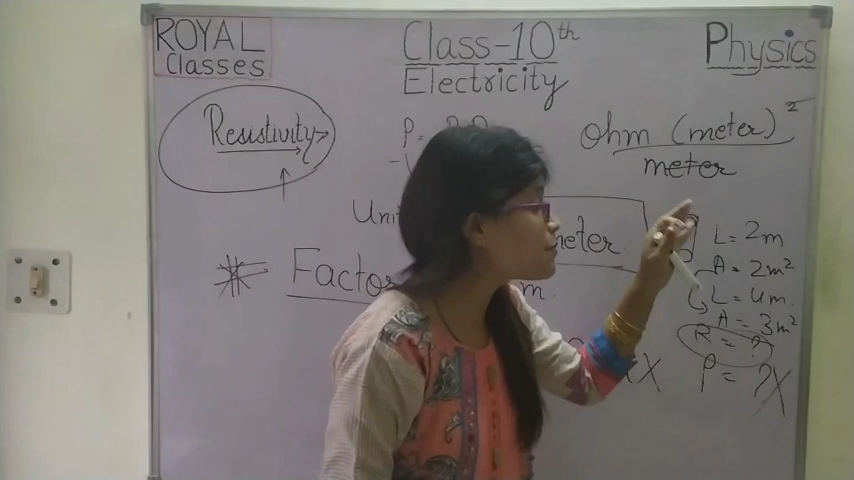 ROYAL
Classes
Class-10th
Electricity
Physics
Resistivity→
ohm (meter)²
meter
Unit
meter
* Factor
m.
L = 2m
A = 2m²
L = 4m.
A = 3m²
R = ?
ρ = ?X
X